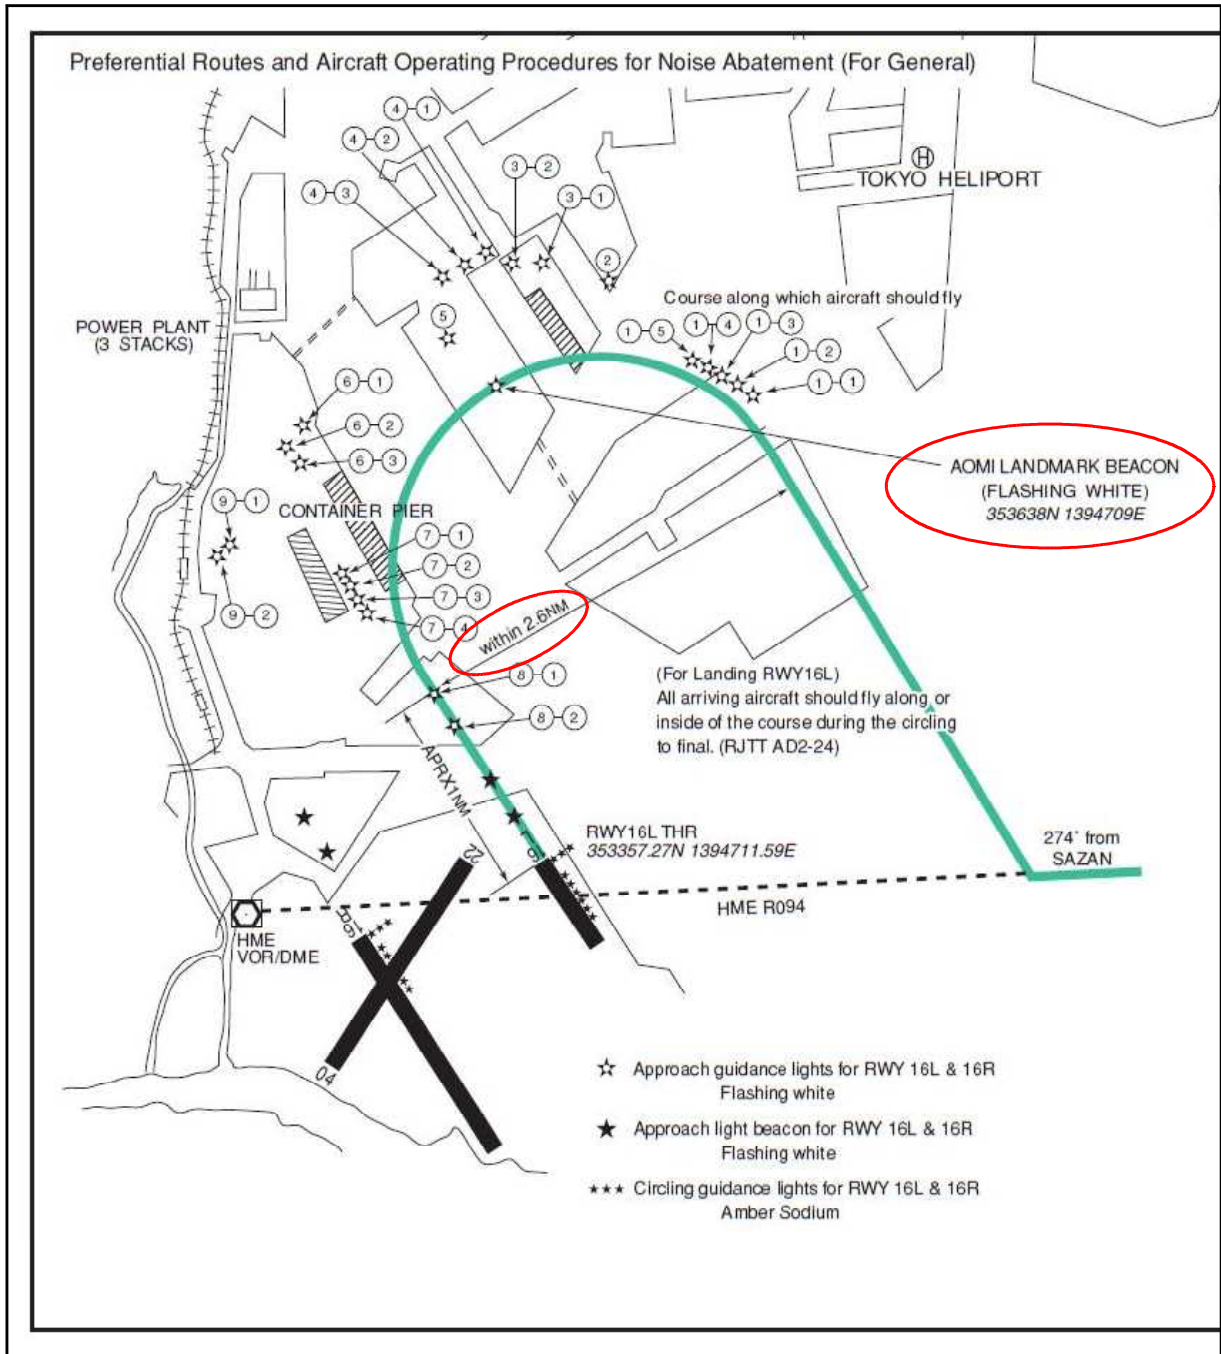 Preferential Routes and Aircraft Operating Procedures for Noise Abatement (For General)
4 1
4 2
3 2
4 3
3 1
H
TOKYO HELIPORT
2
Course along which aircraft should fly
5
1 5
1 4
1 3
1 2
1 1
POWER PLANT
(3 STACKS)
6 1
6 2
6 3
AOMI LANDMARK BEACON
(FLASHING WHITE)
353638N 1394709E
9 1
CONTAINER PIER
7 1
7 2
7 3
9 2
7 4
within 2.6NM
8 1
8 2
(For Landing RWY16L)
All arriving aircraft should fly along or
inside of the course during the circling
to final. (RJTT AD2-24)
APRX1NM
RWY16L THR
353357.27N 1394711.59E
274° from
SAZAN
22
16L
HME R094
HME
VOR/DME
16R
04
Approach guidance lights for RWY 16L & 16R
Flashing white
Approach light beacon for RWY 16L & 16R
Flashing white
Circling guidance lights for RWY 16L & 16R
Amber Sodium